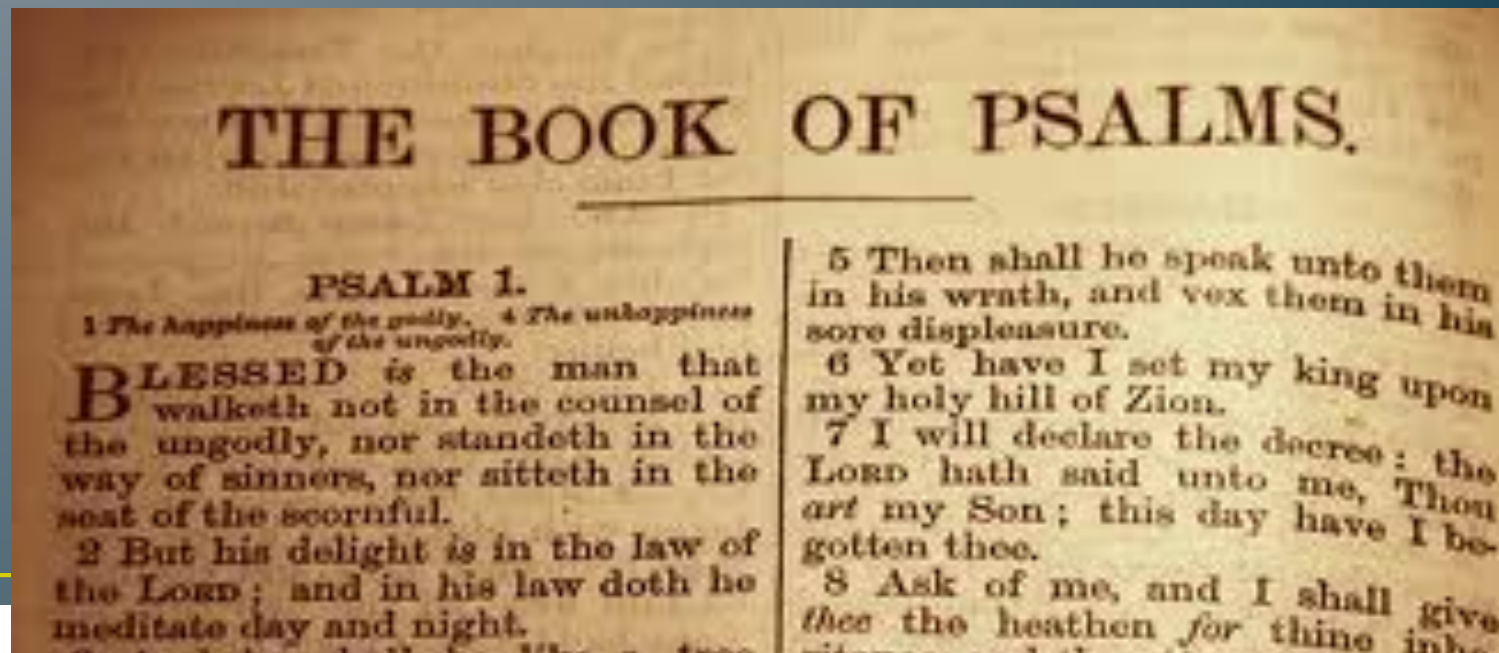 THE BOOK OF PSALMS.
PSALM 1.
1 The happiness of the godly. 4 The unhappiness
of the ungodly.
BLESSED is the man that
walketh not in the counsel of
the ungodly, nor standeth in the
way of sinners, nor sitteth in the
seat of the scornful.
2 But his delight is in the law of
the LORD; and in his law doth he
meditate day and night.
like a tree
5 Then shall he speak unto them
in his wrath, and vex them in his
sore displeasure.
6 Yet have I set my king upon
my holy hill of Zion.
7 I will declare the decree: the
LORD hath said unto me, Thou
art my Son; this day have I be-
gotten thee.
8 Ask of me, and I shall give
thee the heathen for thine inhe-